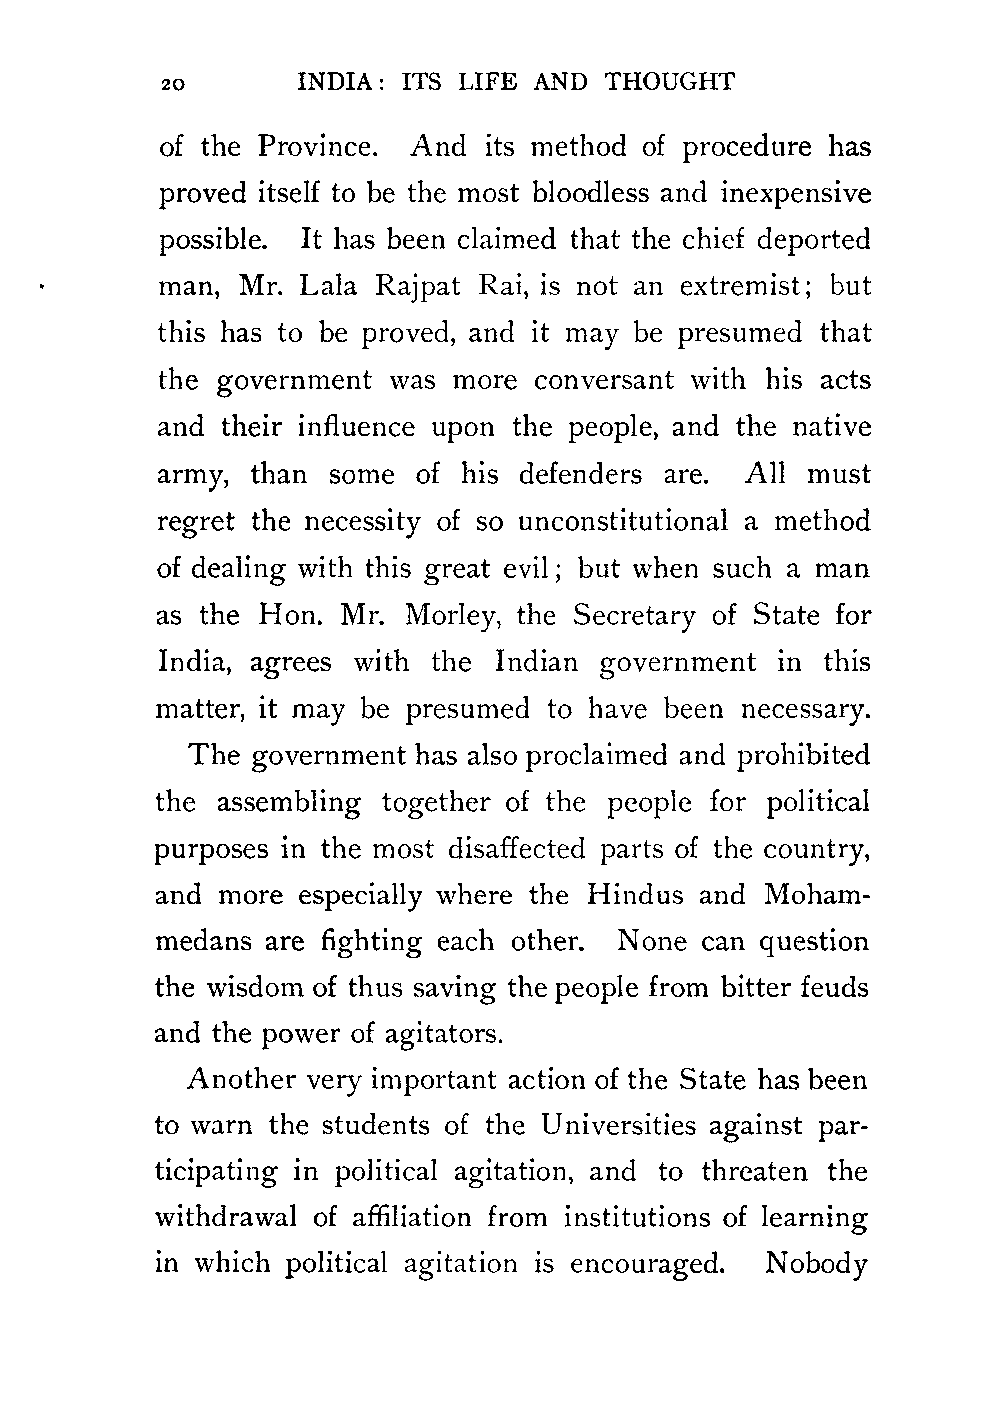 20 INDIA: ITS LIFE AND THOUGHT
of the Province. And its method of procedure has
proved itself to be the most bloodless and inexpensive
possible. It has been claimed that the chief deported
man, Mr. Lala Rajpat Rai, is not an extremist; but
this has to be proved, and it may be presumed that
the government was more conversant with his acts
and their influence upon the people, and the native
army, than some of his defenders are. All must
regret the necessity of so unconstitutional a method
of dealing with this great evil; but when such a man
as the Hon. Mr. Morley, the Secretary of State for
India, agrees with the Indian government in this
matter, it may be presumed to have been necessary.
The government has also proclaimed and prohibited
the assembling together of the people for political
purposes in the most disaffected parts of the country,
and more especially where the Hindus and Moham-
medans are fighting each other. None can question
the wisdom of thus saving the people from bitter feuds
and the power of agitators.
Another very important action of the State has been
to warn the students of the Universities against par-
ticipating in political agitation, and to threaten the
withdrawal of affiliation from institutions of learning
in which political agitation is encouraged. Nobody